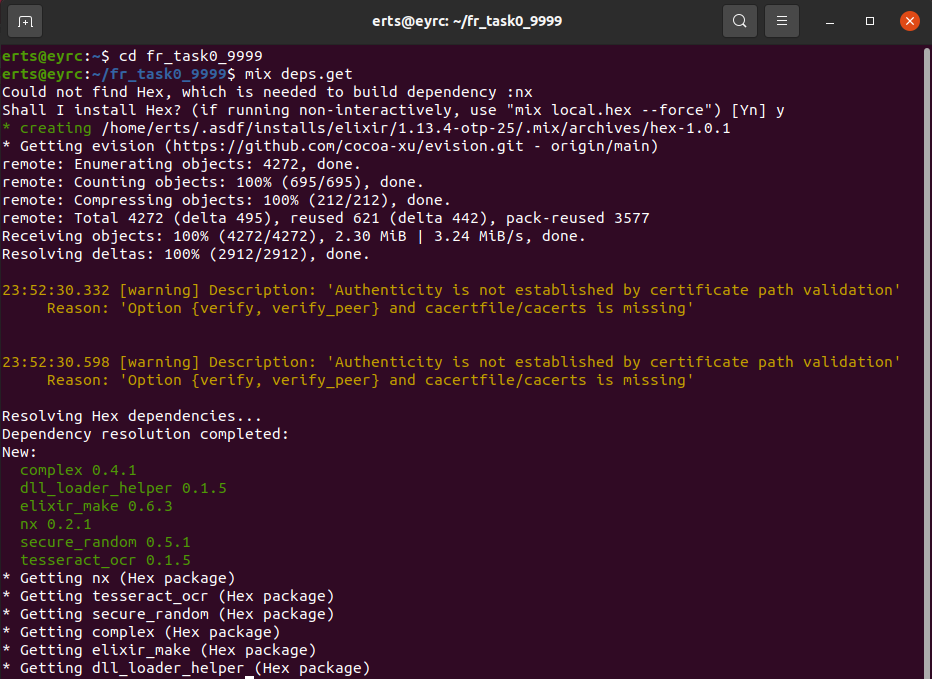 erts@eyrc: ~/fr_task0_9999
erts@eyrc:~$ cd fr_task0_9999
erts@eyrc:~/fr_task0_9999$ mix deps.get
Could not find Hex, which is needed to build dependency :nx
Shall I install Hex? (if running non-interactively, use "mix local.hex --force") [Yn] y
* creating /home/erts/.asdf/installs/elixir/1.13.4-otp-25/.mix/archives/hex-1.0.1
* Getting evision (https://github.com/cocoa-xu/evision.git - origin/main)
remote: Enumerating objects: 4272, done.
remote: Counting objects: 100% (695/695), done.
remote: Compressing objects: 100% (212/212), done.
remote: Total 4272 (delta 495), reused 621 (delta 442), pack-reused 3577
Receiving objects: 100% (4272/4272), 2.30 MiB | 3.24 MiB/s, done.
Resolving deltas: 100% (2912/2912), done.
23:52:30.332 [warning] Description: 'Authenticity is not established by certificate path validation'
     Reason: 'Option {verify, verify_peer} and cacertfile/cacerts is missing'
23:52:30.598 [warning] Description: 'Authenticity is not established by certificate path validation'
     Reason: 'Option {verify, verify_peer} and cacertfile/cacerts is missing'
Resolving Hex dependencies...
Dependency resolution completed:
New:
  complex 0.4.1
  dll_loader_helper 0.1.5
  elixir_make 0.6.3
  nx 0.2.1
  secure_random 0.5.1
  tesseract_ocr 0.1.5
* Getting nx (Hex package)
* Getting tesseract_ocr (Hex package)
* Getting secure_random (Hex package)
* Getting complex (Hex package)
* Getting elixir_make (Hex package)
* Getting dll_loader_helper (Hex package)